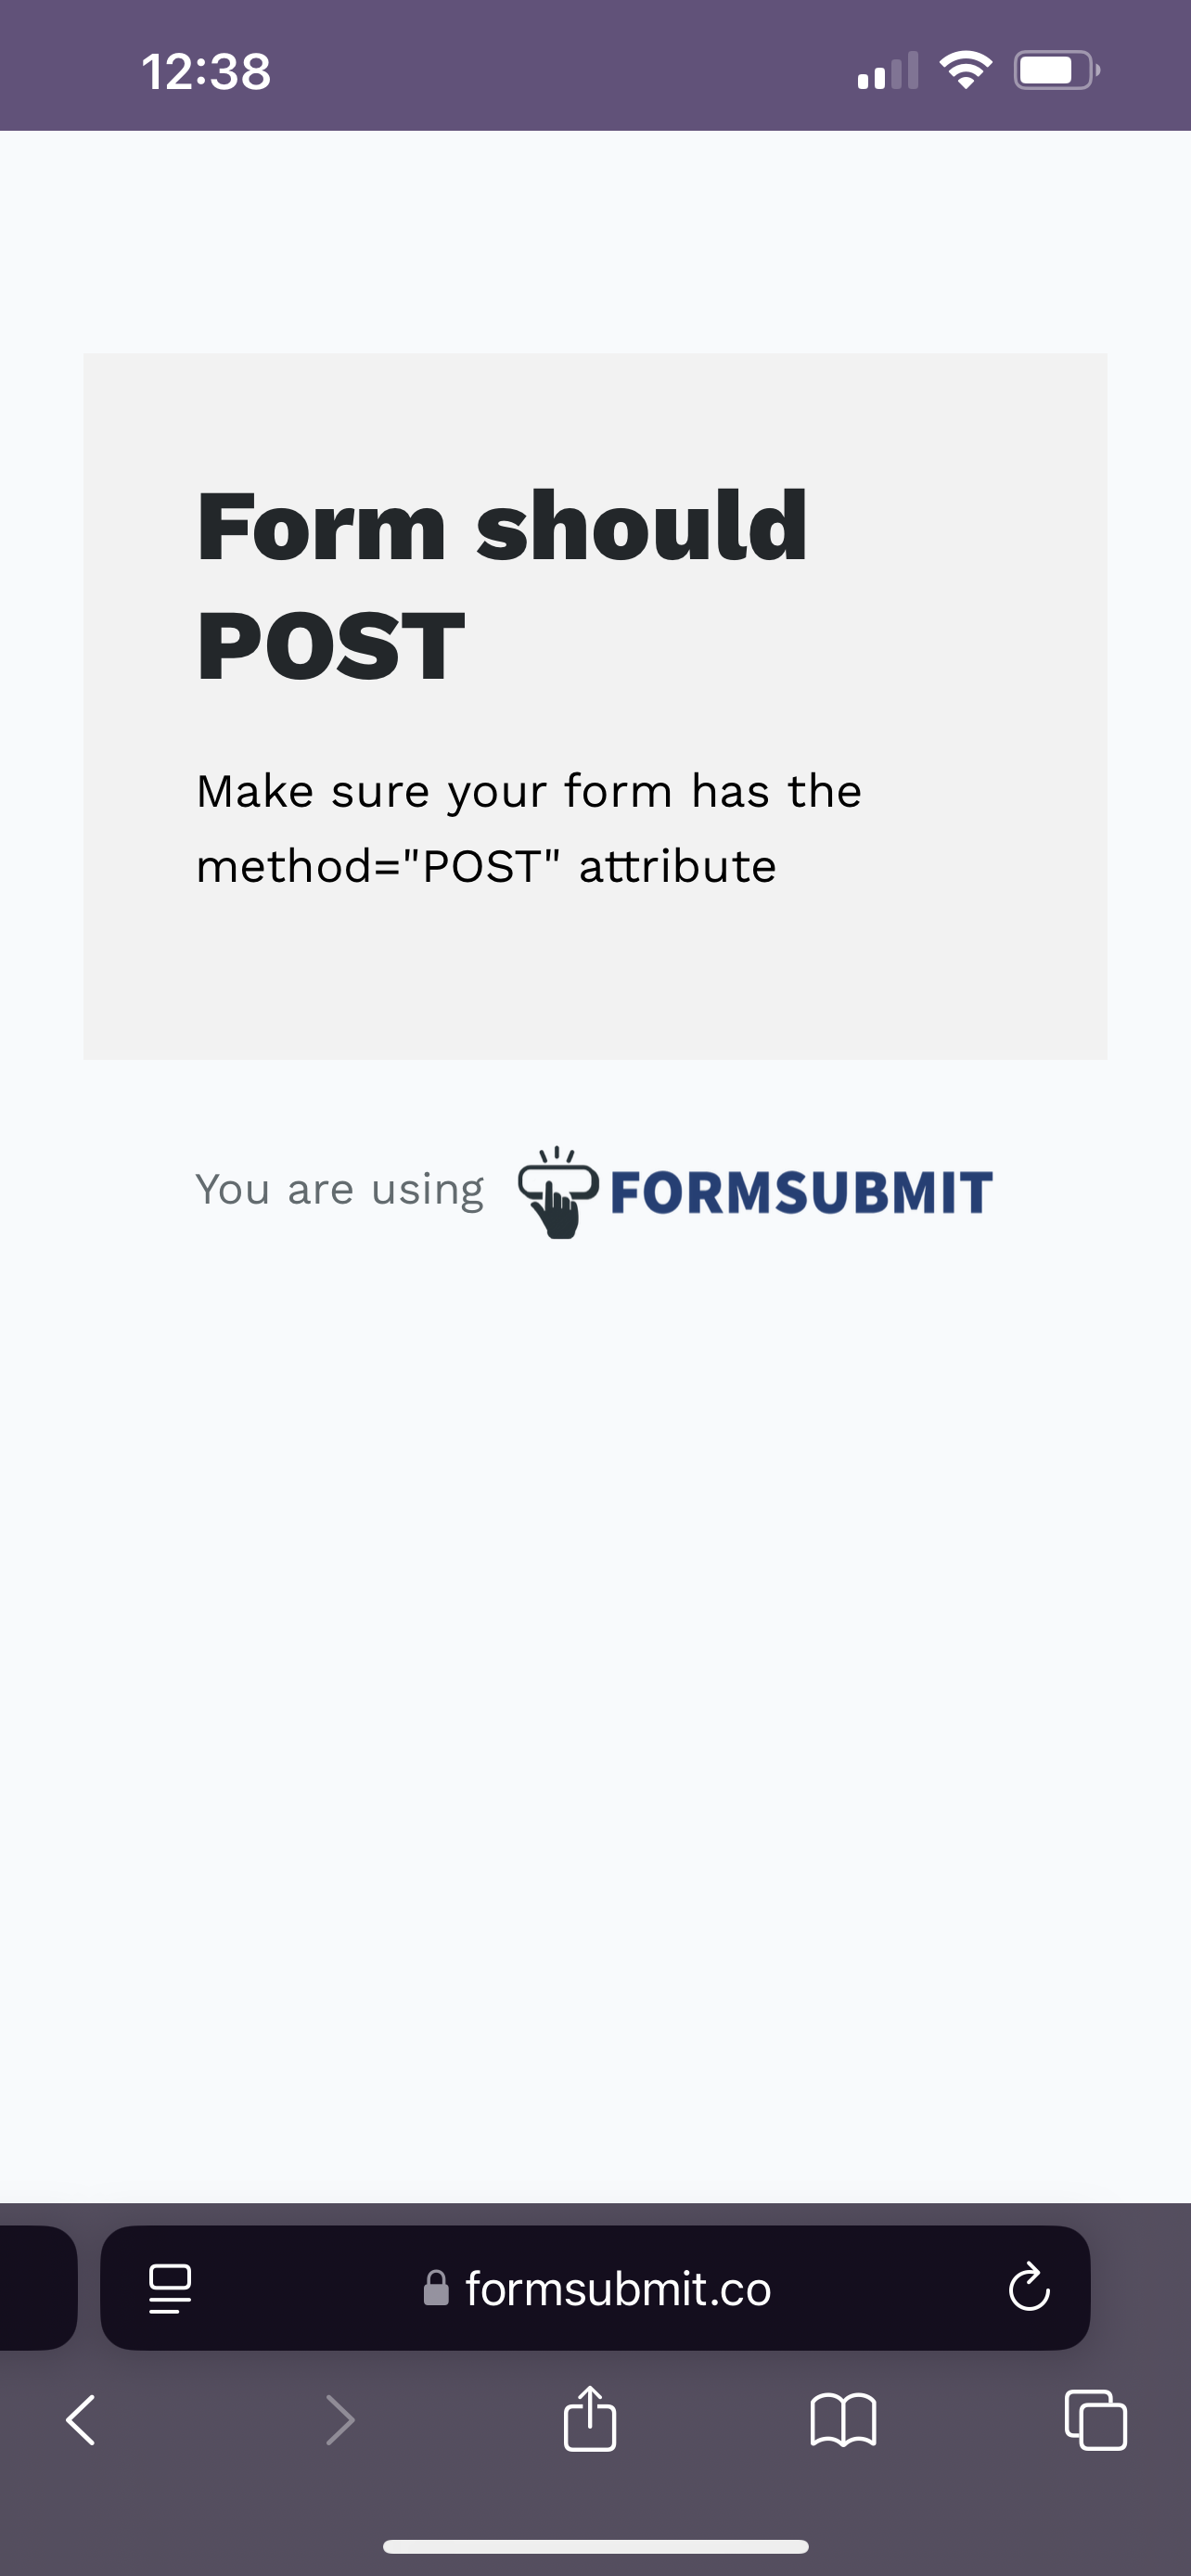 12:38
Form should
POST
Make sure your form has the
method="POST" attribute
You are using FORMSUBMIT
formsubmit.co